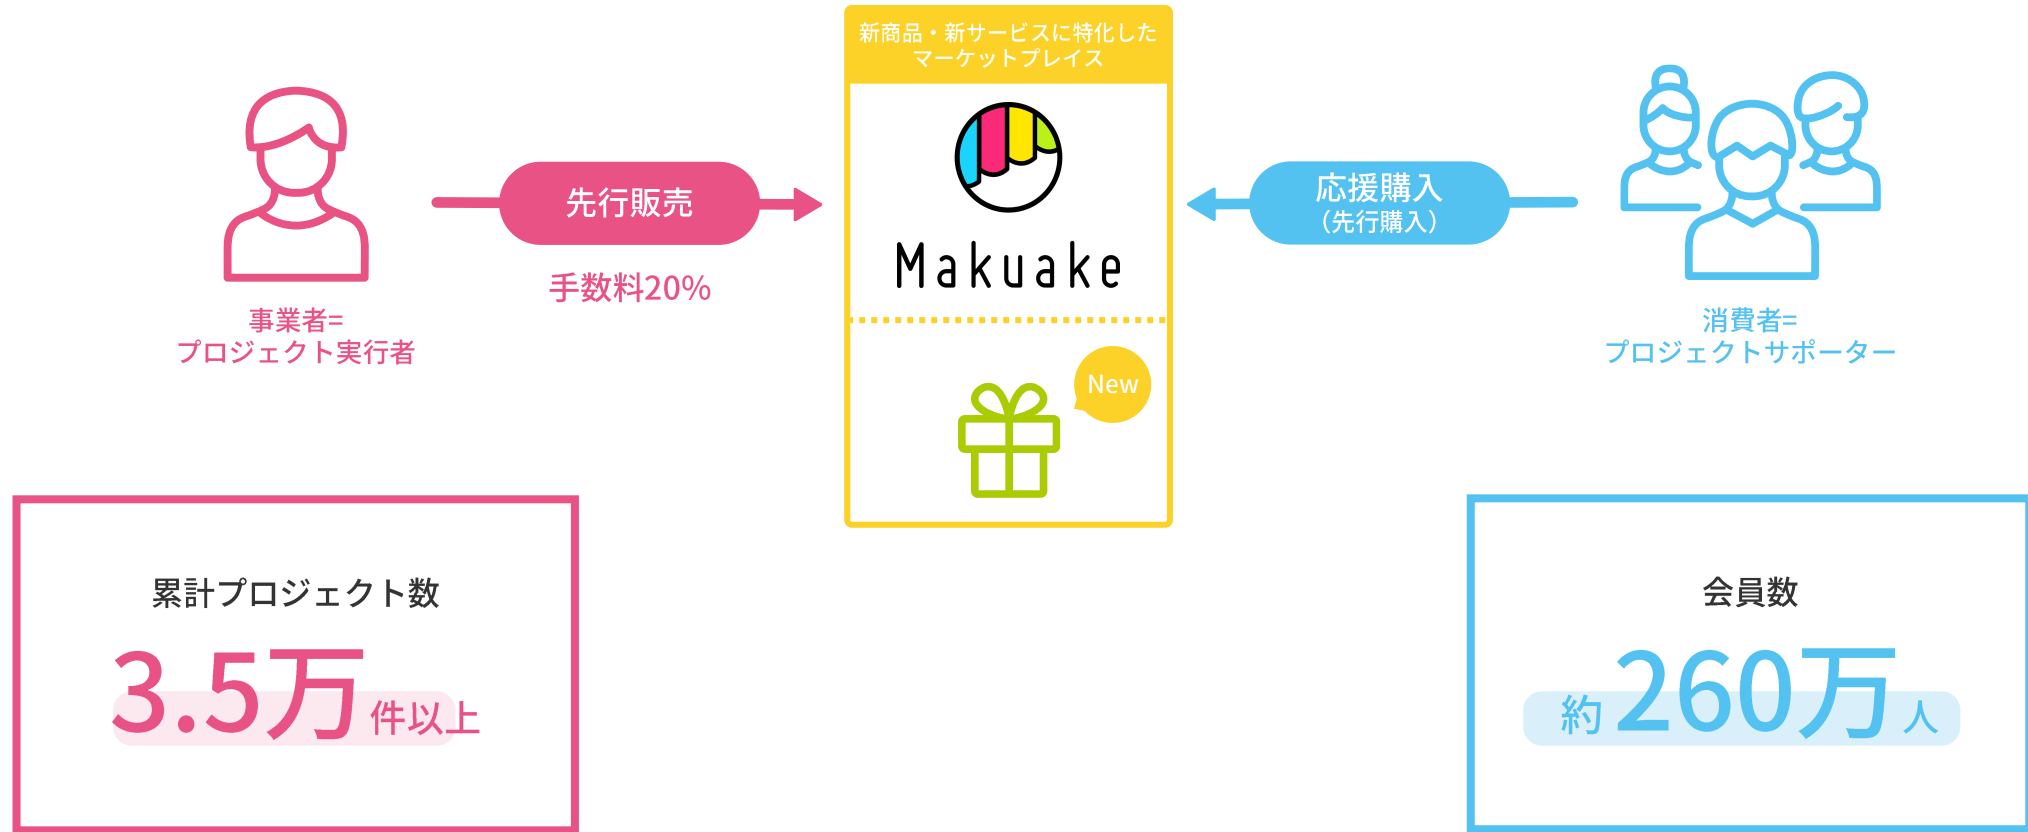 新商品・新サービスに特化した
マーケットプレイス
Makuake
New
先行販売
手数料20%
事業者=
プロジェクト実行者
応援購入
（先行購入）
消費者=
プロジェクトサポーター
累計プロジェクト数
3.5万件以上
会員数
約260万人